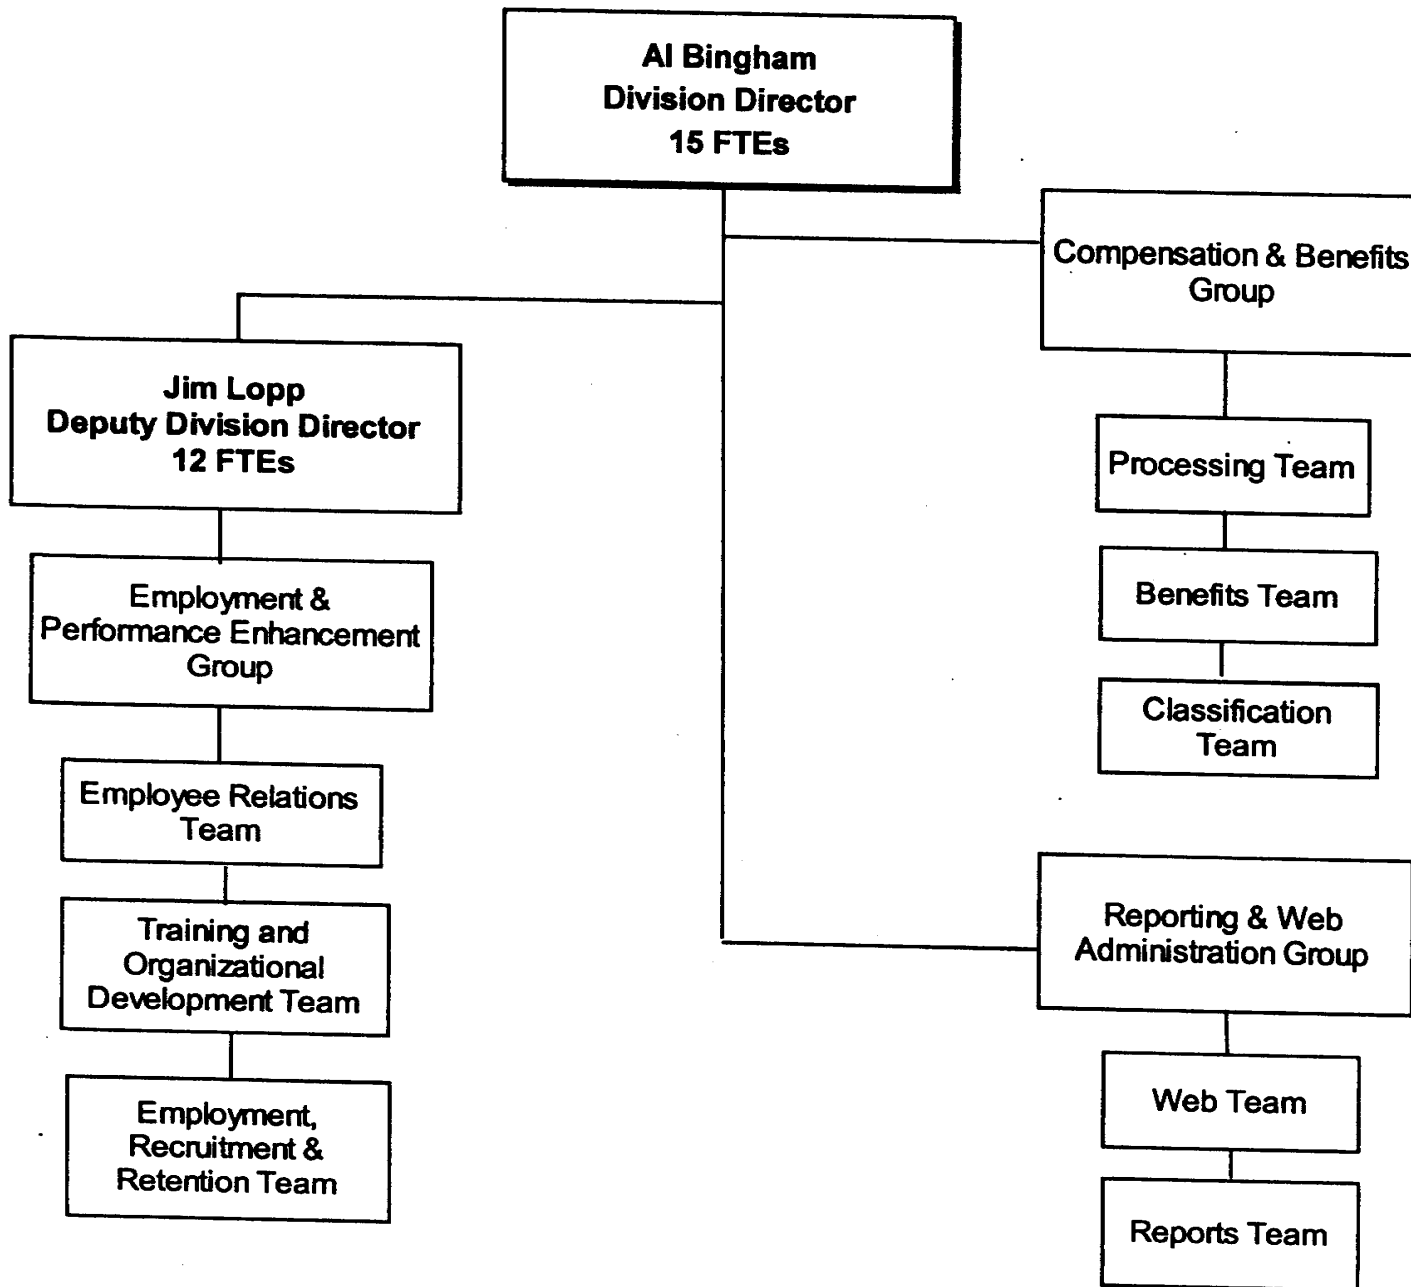 Al Bingham
Division Director
15 FTEs
Compensation & Benefits
Group
Jim Lopp
Deputy Division Director
12 FTEs
Processing Team
Employment &
Performance Enhancement
Group
Benefits Team
Classification
Team
Employee Relations
Team
Training and
Organizational
Development Team
Reporting & Web
Administration Group
Employment,
Recruitment &
Retention Team
Web Team
Reports Team